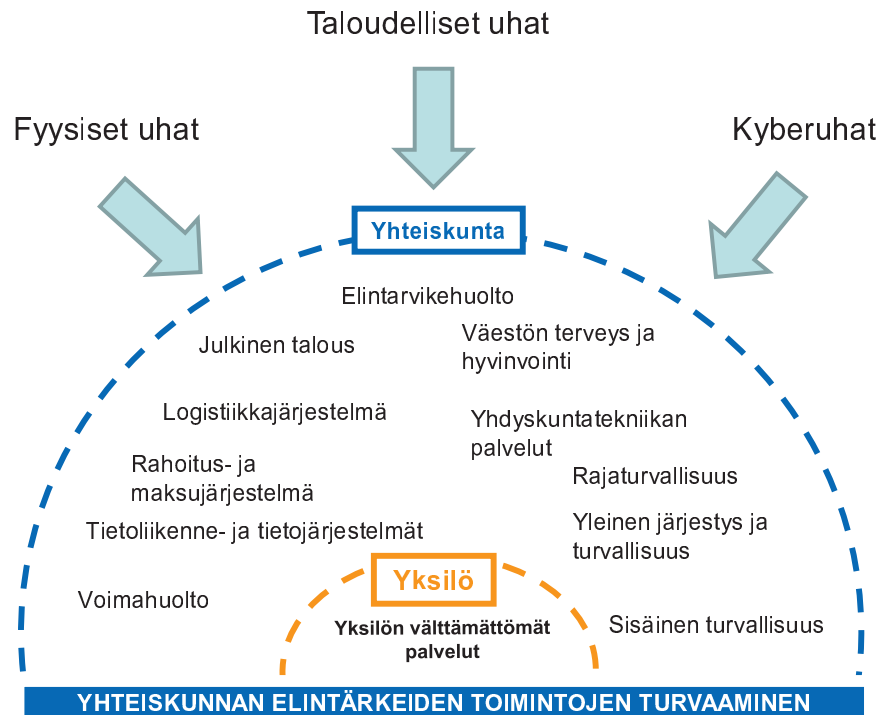 Taloudelliset uhat
Fyysiset uhat
Kyberuhat
Yhteiskunta
Elintarvikehuolto
Julkinen talous
Väestön terveys ja
hyvinvointi
Logistiikkajärjestelmä
Yhdyskuntatekniikan
palvelut
Rahoitus- ja
maksujärjestelmä
Rajaturvallisuus
Tietoliikenne- ja tietojärjestelmät
Yleinen järjestys ja
turvallisuus
Yksilö
Voimahuolto
Yksilön välttämättömät
palvelut
Sisäinen turvallisuus
YHTEISKUNNAN ELINTÄRKEIDEN TOIMINTOJEN TURVAAMINEN